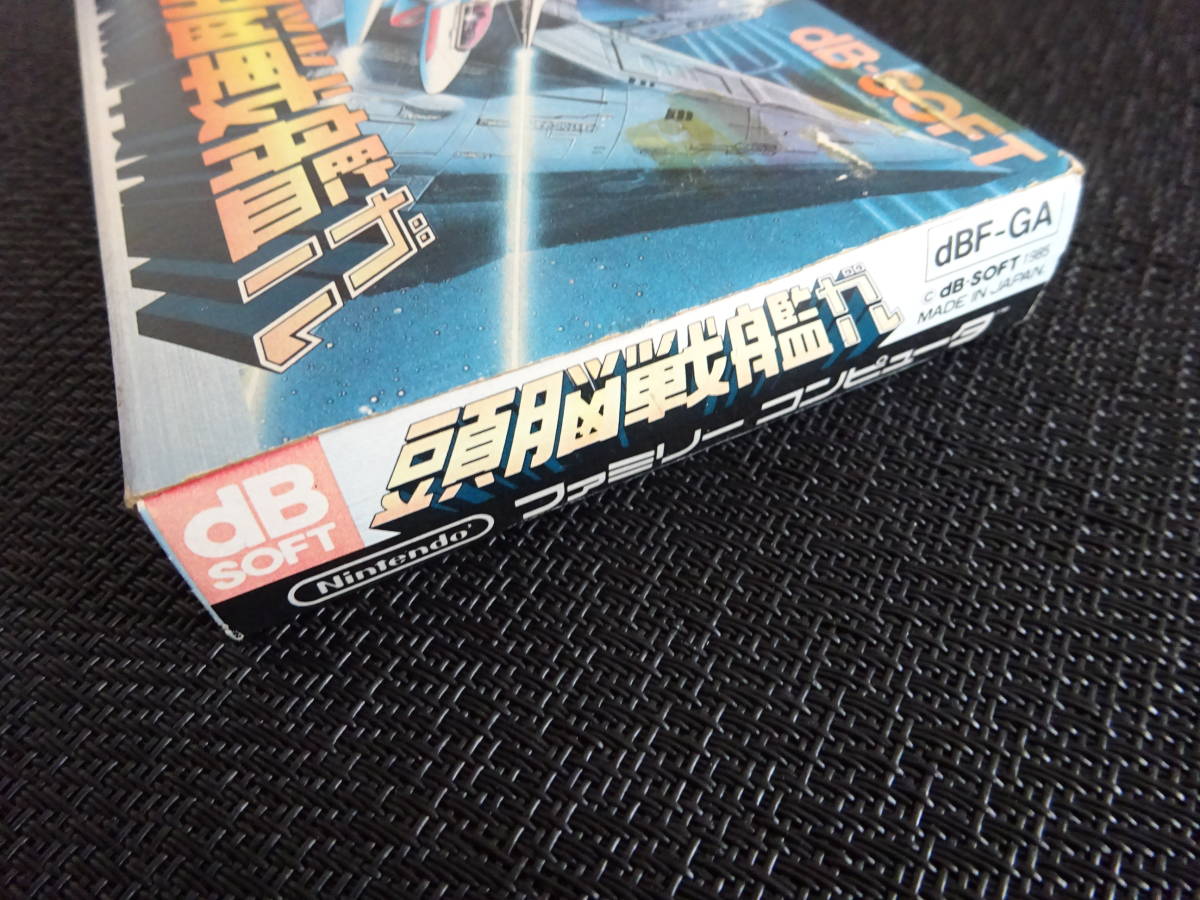 頭脳戦艦ガル
dB-SOFT
dB
SOFT
頭脳戦艦ガル
dBF-GA
© dB-SOFT 1985
MADE IN JAPAN.
Nintendo
ファミリー コンピュータ